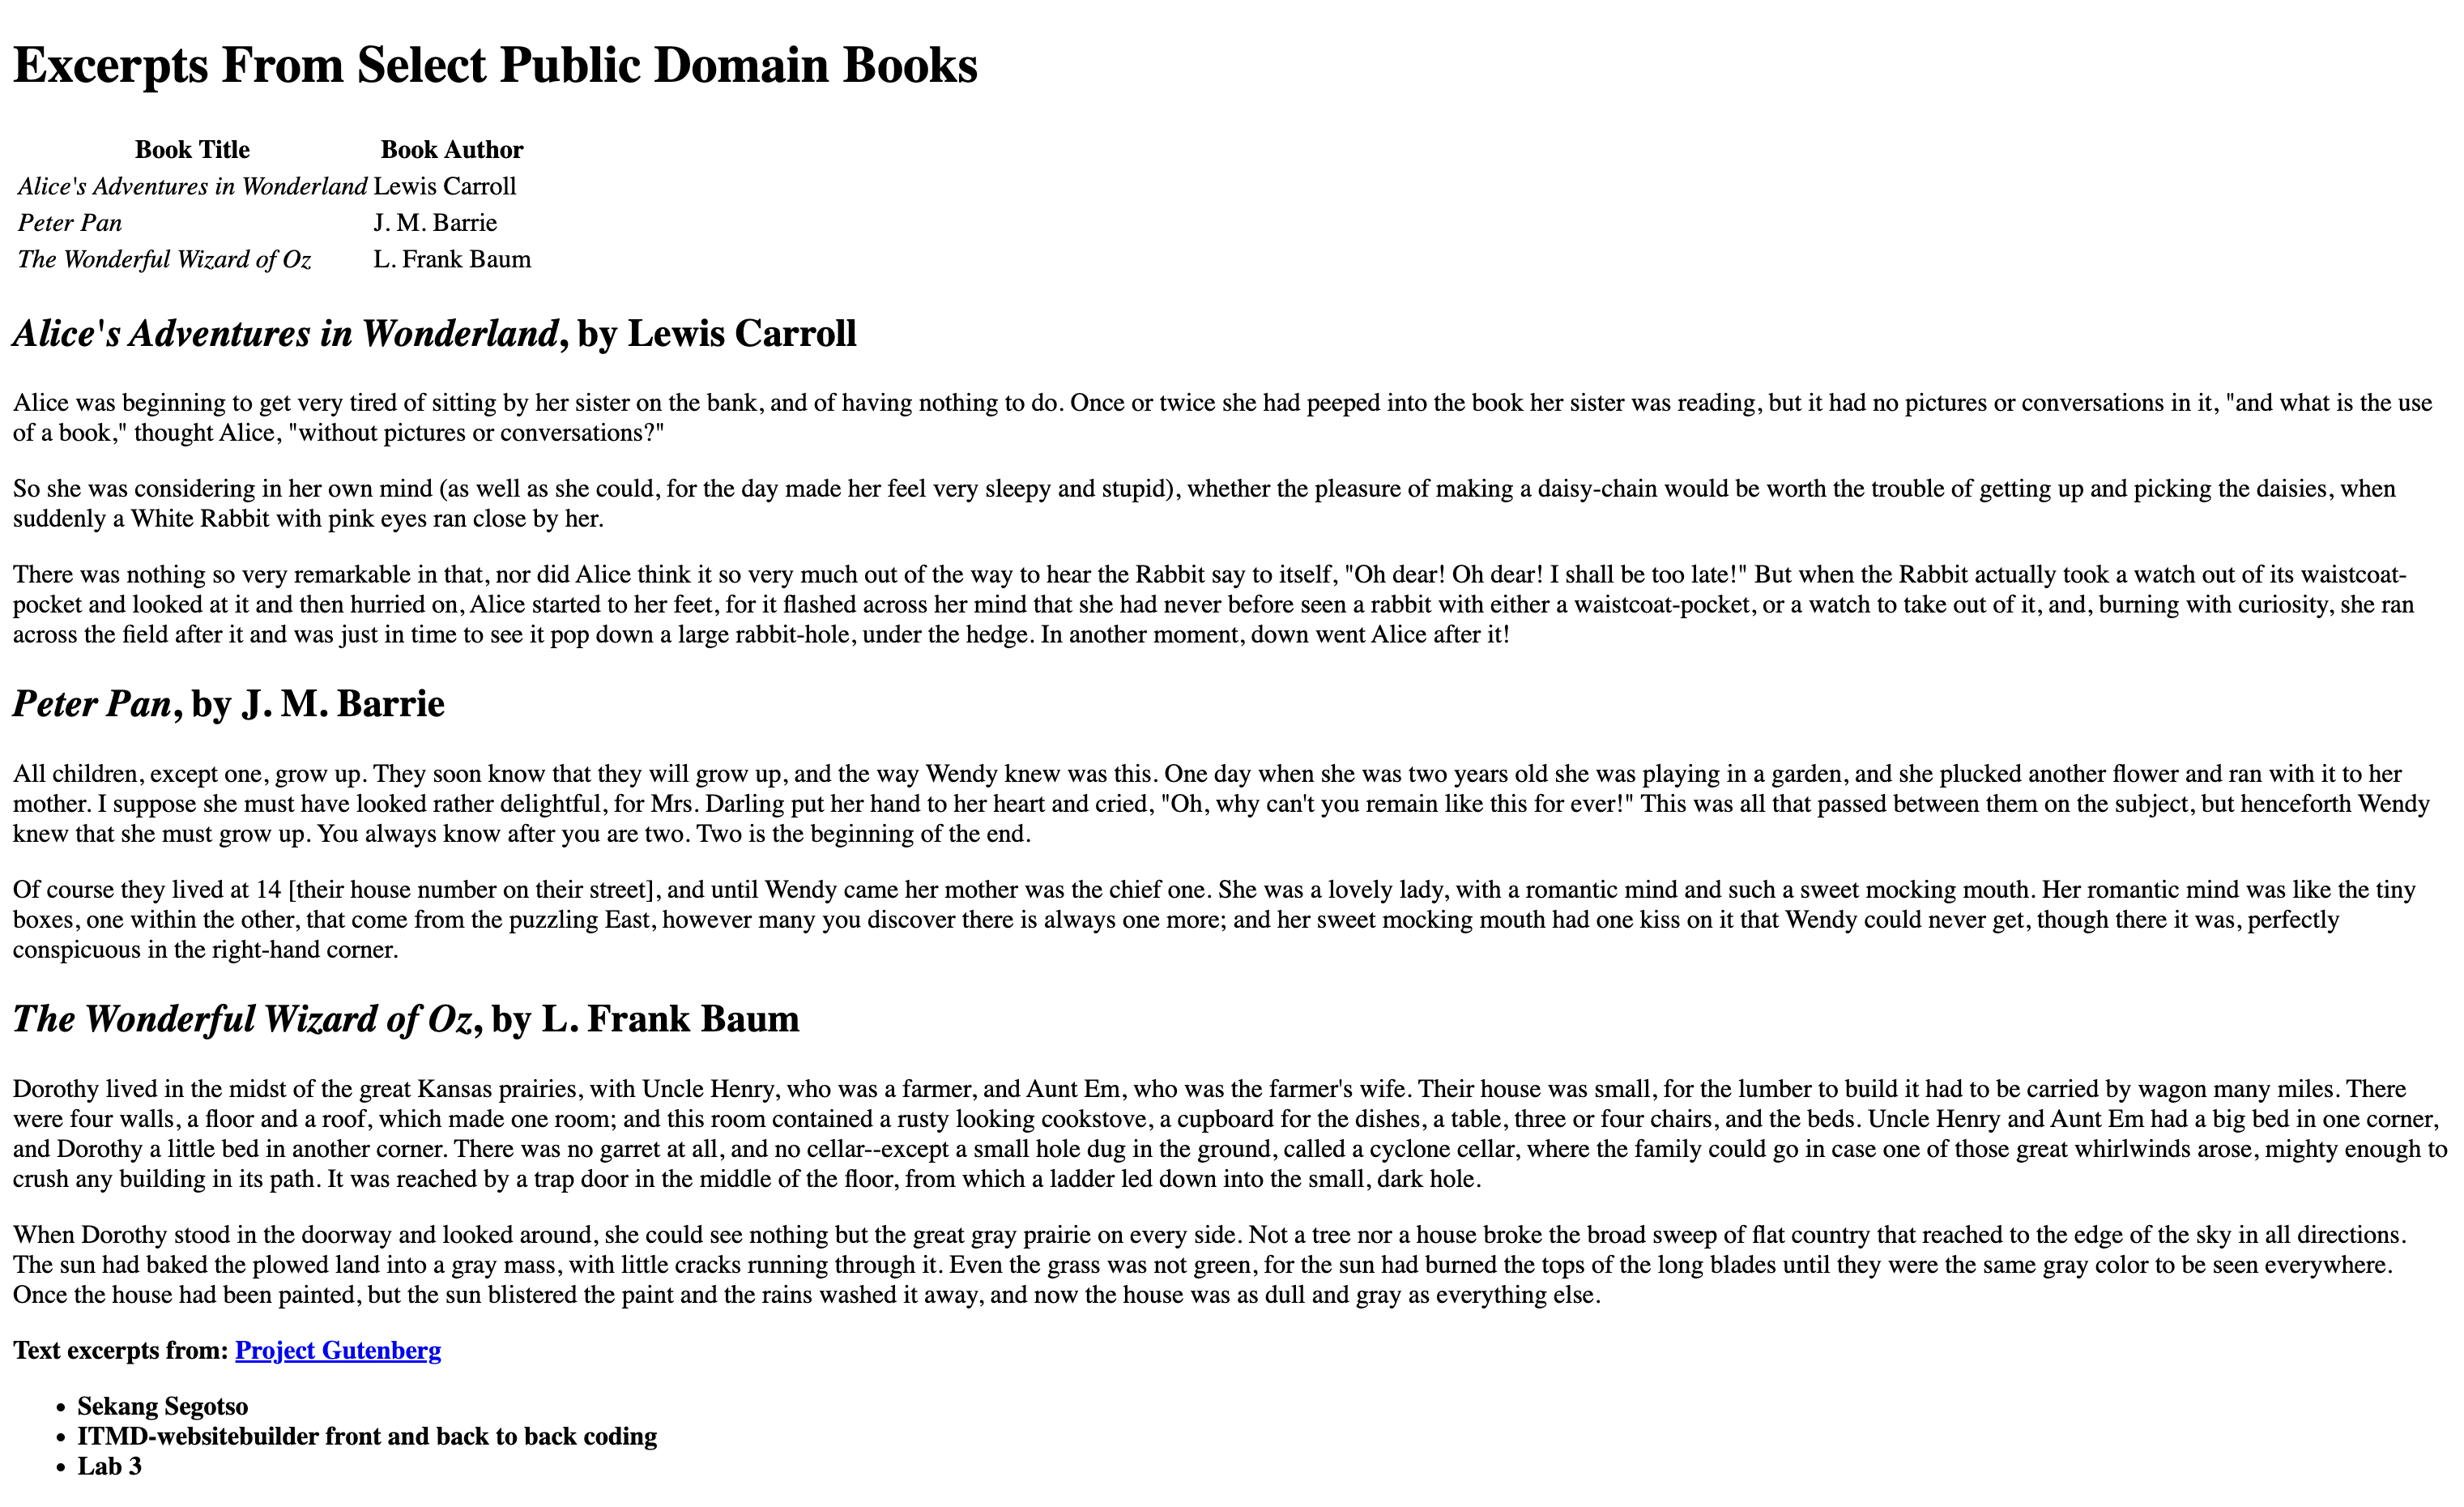 Excerpts From Select Public Domain Books
Book Title Book Author
Alice's Adventures in Wonderland Lewis Carroll
Peter Pan J. M. Barrie
The Wonderful Wizard of Oz L. Frank Baum
Alice's Adventures in Wonderland, by Lewis Carroll
Alice was beginning to get very tired of sitting by her sister on the bank, and of having nothing to do. Once or twice she had peeped into the book her sister was reading, but it had no pictures or conversations in it, "and what is the use
of a book," thought Alice, "without pictures or conversations?"
So she was considering in her own mind (as well as she could, for the day made her feel very sleepy and stupid), whether the pleasure of making a daisy-chain would be worth the trouble of getting up and picking the daisies, when
suddenly a White Rabbit with pink eyes ran close by her.
There was nothing so very remarkable in that, nor did Alice think it so very much out of the way to hear the Rabbit say to itself, "Oh dear! Oh dear! I shall be too late!" But when the Rabbit actually took a watch out of its waistcoat-
pocket and looked at it and then hurried on, Alice started to her feet, for it flashed across her mind that she had never before seen a rabbit with either a waistcoat-pocket, or a watch to take out of it, and, burning with curiosity, she ran
across the field after it and was just in time to see it pop down a large rabbit-hole, under the hedge. In another moment, down went Alice after it!
Peter Pan, by J. M. Barrie
All children, except one, grow up. They soon know that they will grow up, and the way Wendy knew was this. One day when she was two years old she was playing in a garden, and she plucked another flower and ran with it to her
mother. I suppose she must have looked rather delightful, for Mrs. Darling put her hand to her heart and cried, "Oh, why can't you remain like this for ever!" This was all that passed between them on the subject, but henceforth Wendy
knew that she must grow up. You always know after you are two. Two is the beginning of the end.
Of course they lived at 14 [their house number on their street], and until Wendy came her mother was the chief one. She was a lovely lady, with a romantic mind and such a sweet mocking mouth. Her romantic mind was like the tiny
boxes, one within the other, that come from the puzzling East, however many you discover there is always one more; and her sweet mocking mouth had one kiss on it that Wendy could never get, though there it was, perfectly
conspicuous in the right-hand corner.
The Wonderful Wizard of Oz, by L. Frank Baum
Dorothy lived in the midst of the great Kansas prairies, with Uncle Henry, who was a farmer, and Aunt Em, who was the farmer's wife. Their house was small, for the lumber to build it had to be carried by wagon many miles. There
were four walls, a floor and a roof, which made one room; and this room contained a rusty looking cookstove, a cupboard for the dishes, a table, three or four chairs, and the beds. Uncle Henry and Aunt Em had a big bed in one corner,
and Dorothy a little bed in another corner. There was no garret at all, and no cellar--except a small hole dug in the ground, called a cyclone cellar, where the family could go in case one of those great whirlwinds arose, mighty enough to
crush any building in its path. It was reached by a trap door in the middle of the floor, from which a ladder led down into the small, dark hole.
When Dorothy stood in the doorway and looked around, she could see nothing but the great gray prairie on every side. Not a tree nor a house broke the broad sweep of flat country that reached to the edge of the sky in all directions.
The sun had baked the plowed land into a gray mass, with little cracks running through it. Even the grass was not green, for the sun had burned the tops of the long blades until they were the same gray color to be seen everywhere.
Once the house had been painted, but the sun blistered the paint and the rains washed it away, and now the house was as dull and gray as everything else.
Text excerpts from: Project Gutenberg
• Sekang Segotso
• ITMD-websitebuilder front and back to back coding
• Lab 3